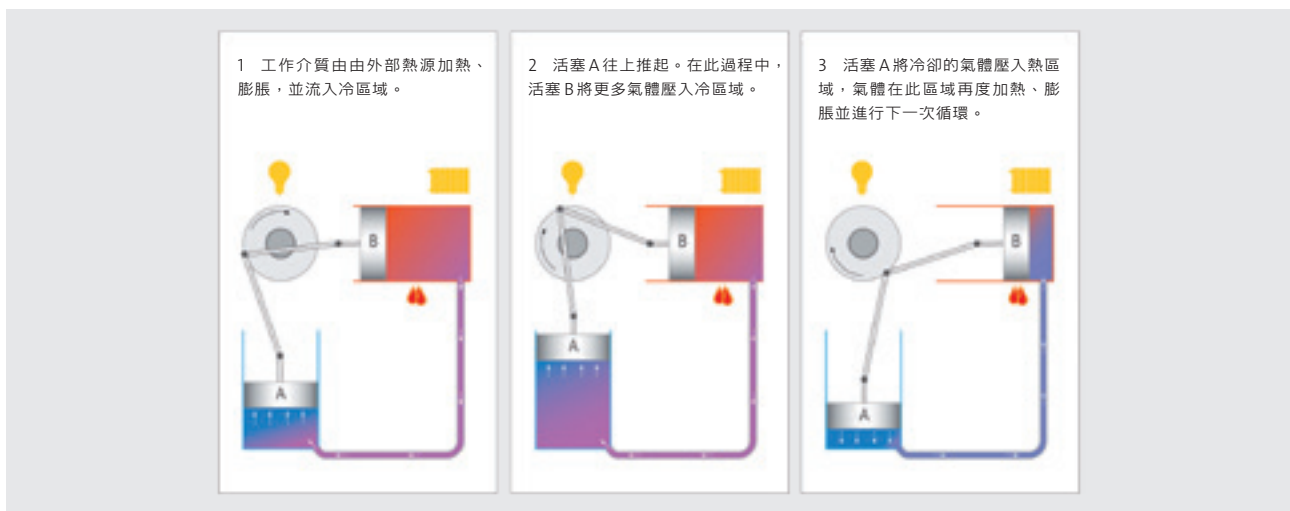 1 工作介質由由外部熱源加熱、
膨脹，並流入冷區域。
2 活塞A往上推起。在此過程中，
活塞B將更多氣體壓入冷區域。
3 活塞A將冷卻的氣體壓入熱區
域，氣體在此區域再度加熱、膨
脹並進行下一次循環。
B
A
B
A
B
A